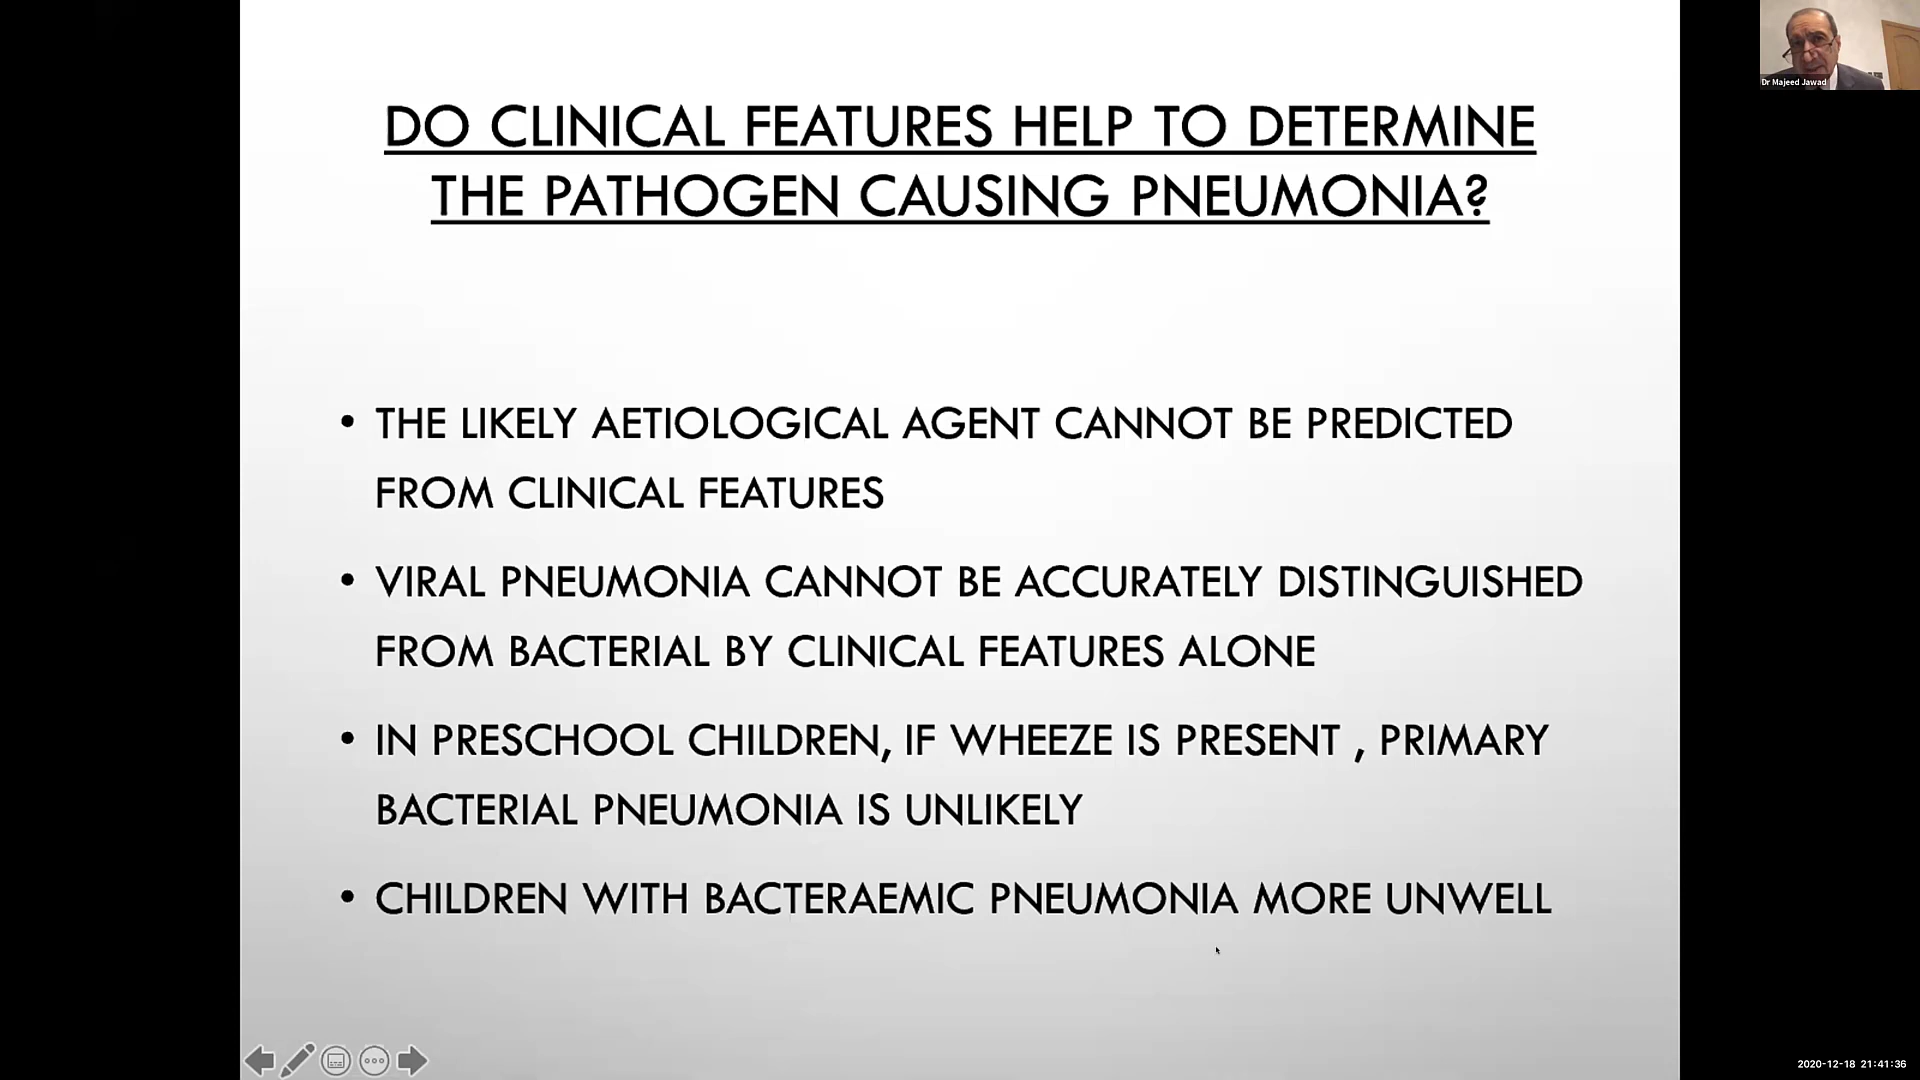 Dr Majeed Jawad
DO CLINICAL FEATURES HELP TO DETERMINE
THE PATHOGEN CAUSING PNEUMONIA?
• THE LIKELY AETIOLOGICAL AGENT CANNOT BE PREDICTED
FROM CLINICAL FEATURES
• VIRAL PNEUMONIA CANNOT BE ACCURATELY DISTINGUISHED
FROM BACTERIAL BY CLINICAL FEATURES ALONE
• IN PRESCHOOL CHILDREN, IF WHEEZE IS PRESENT , PRIMARY
BACTERIAL PNEUMONIA IS UNLIKELY
• CHILDREN WITH BACTERAEMIC PNEUMONIA MORE UNWELL
2020-12-18 21:41:36